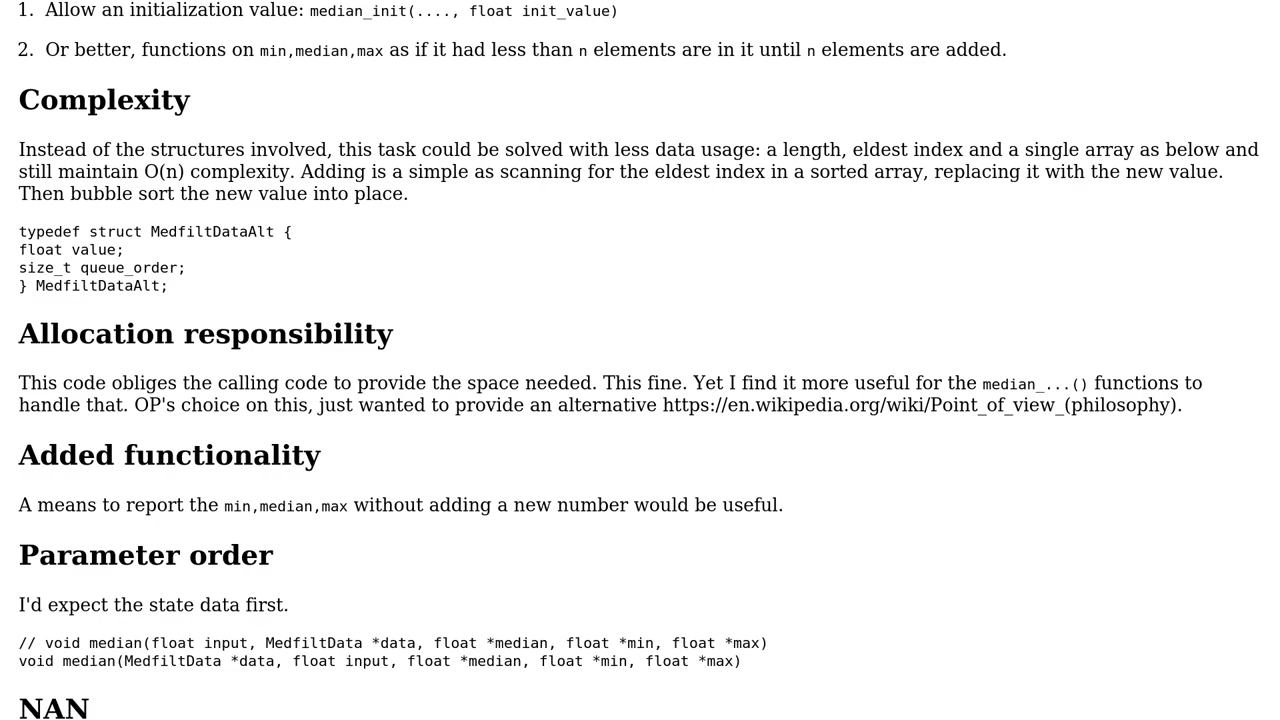 1. Allow an initialization value: median_init(...., float init_value)
2. Or better, functions on min,median,max as if it had less than n elements are in it until n elements are added.
Complexity
Instead of the structures involved, this task could be solved with less data usage: a length, eldest index and a single array as below and
still maintain O(n) complexity. Adding is a simple as scanning for the eldest index in a sorted array, replacing it with the new value.
Then bubble sort the new value into place.
typedef struct MedfiltDataAlt {
float value;
size_t queue_order;
} MedfiltDataAlt;
Allocation responsibility
This code obliges the calling code to provide the space needed. This fine. Yet I find it more useful for the median_...() functions to
handle that. OP's choice on this, just wanted to provide an alternative https://en.wikipedia.org/wiki/Point_of_view_(philosophy).
Added functionality
A means to report the min,median,max without adding a new number would be useful.
Parameter order
I'd expect the state data first.
// void median(float input, MedfiltData *data, float *median, float *min, float *max)
void median(MedfiltData *data, float input, float *median, float *min, float *max)
NAN